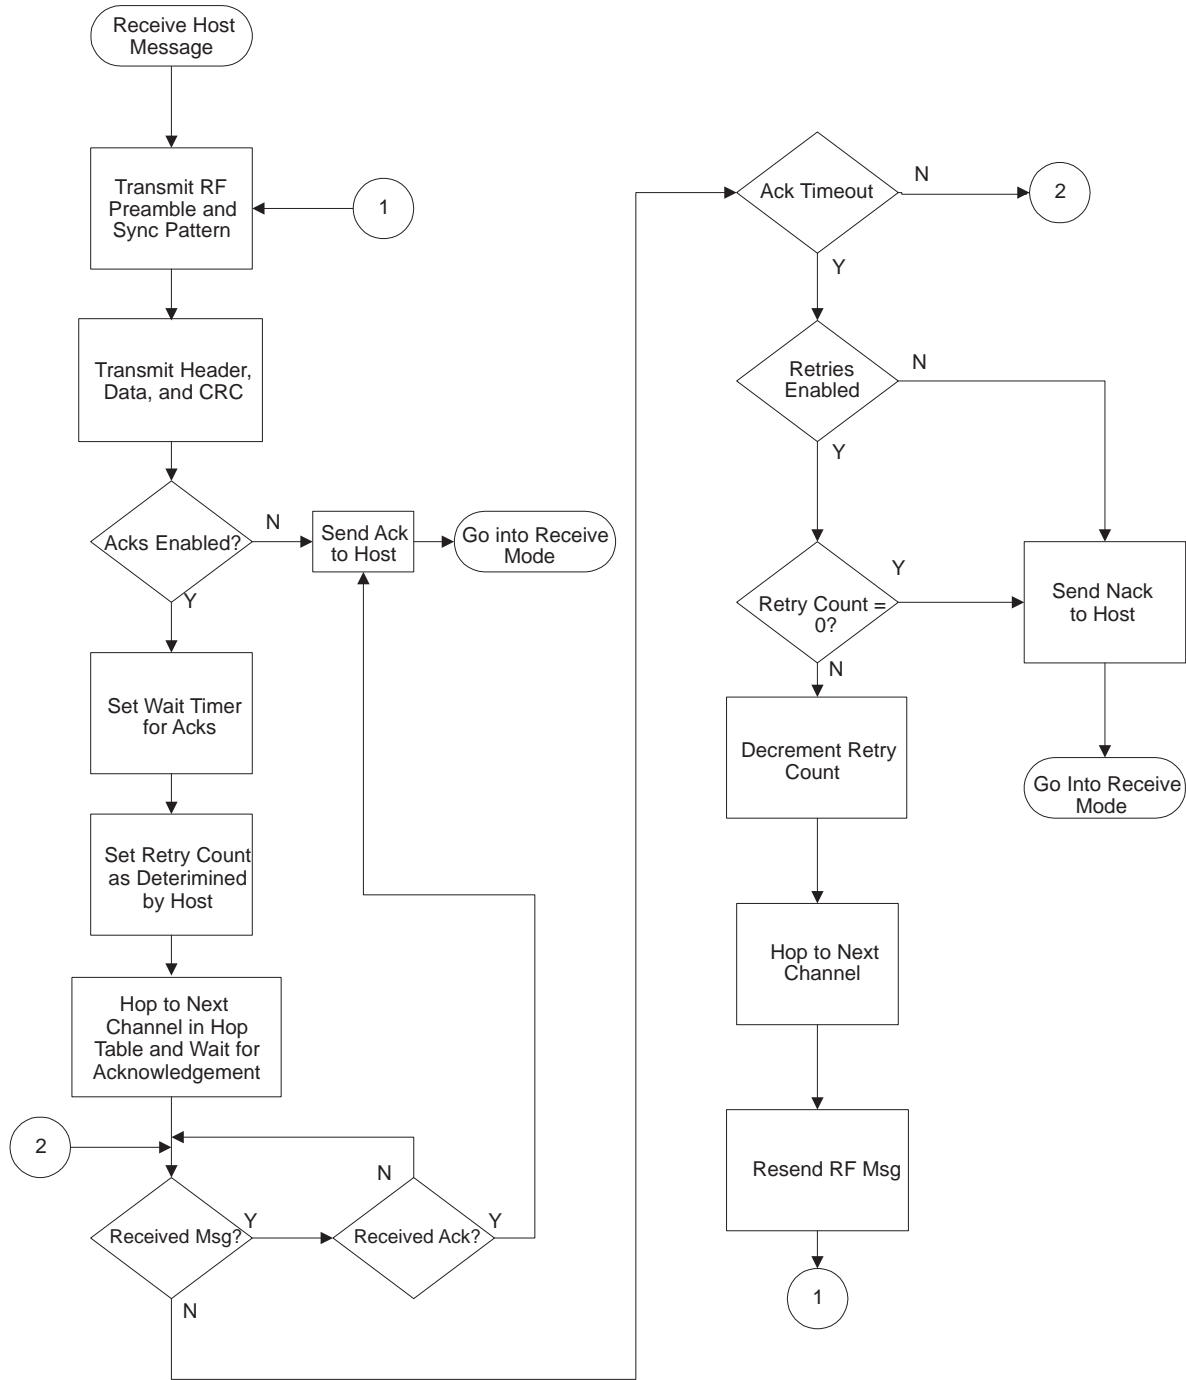 Receive Host
Message
Transmit RF
Preamble and
Sync Pattern
1
Transmit Header,
Data, and CRC
Acks Enabled?
N
Y
Send Ack
to Host
Go into Receive
Mode
Set Wait Timer
for Acks
Set Retry Count
as Deterimined
by Host
Hop to Next
Channel in Hop
Table and Wait for
Acknowledgement
2
Received Msg?
Y
N
Received Ack?
N
Y
Ack Timeout
N
2
Y
Retries
Enabled
N
Y
Retry Count =
0?
Y
N
Send Nack
to Host
Go Into Receive
Mode
Decrement Retry
Count
Hop to Next
Channel
Resend RF Msg
1